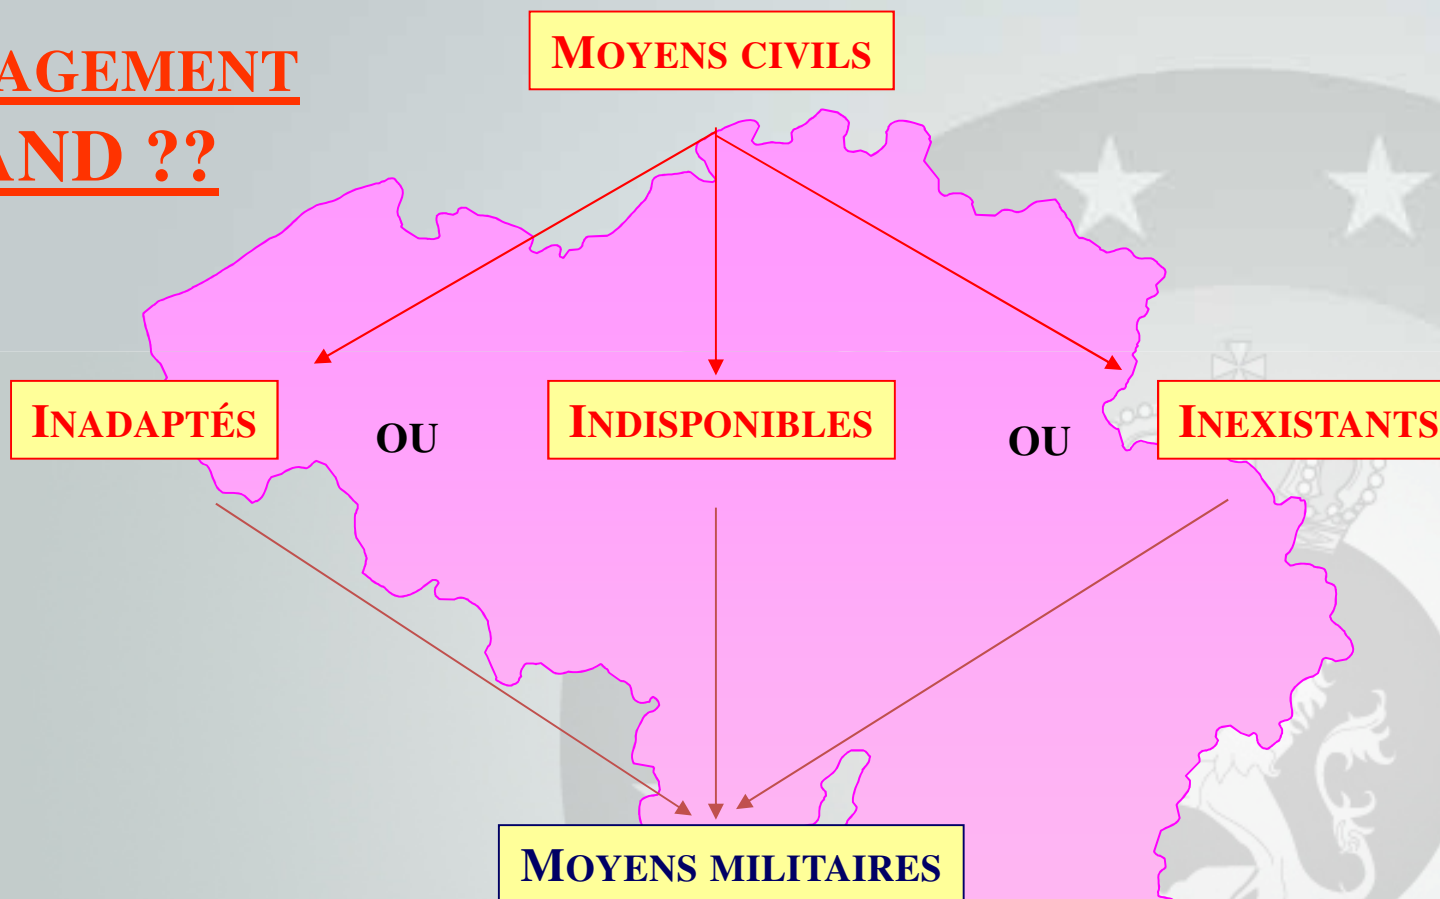 MOYENS CIVILS
AGEMENT
AND ??
INADAPTÉS
OU
INDISPONIBLES
OU
INEXISTANTS
MOYENS MILITAIRES